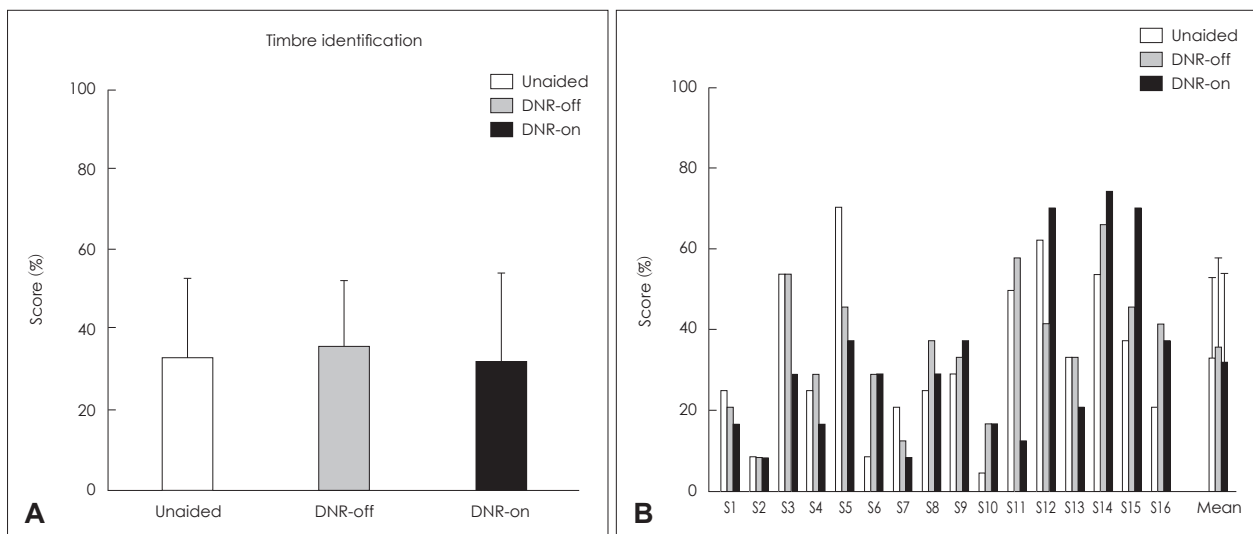 Timbre identification
Unaided
DNR-off
DNR-on
100
80
60
40
20
0
Score (%)
Unaided DNR-off DNR-on
A
Unaided
DNR-off
DNR-on
100
80
60
40
20
0
Score (%)
S1 S2 S3 S4 S5 S6 S7 S8 S9 S10 S11 S12 S13 S14 S15 S16 Mean
B